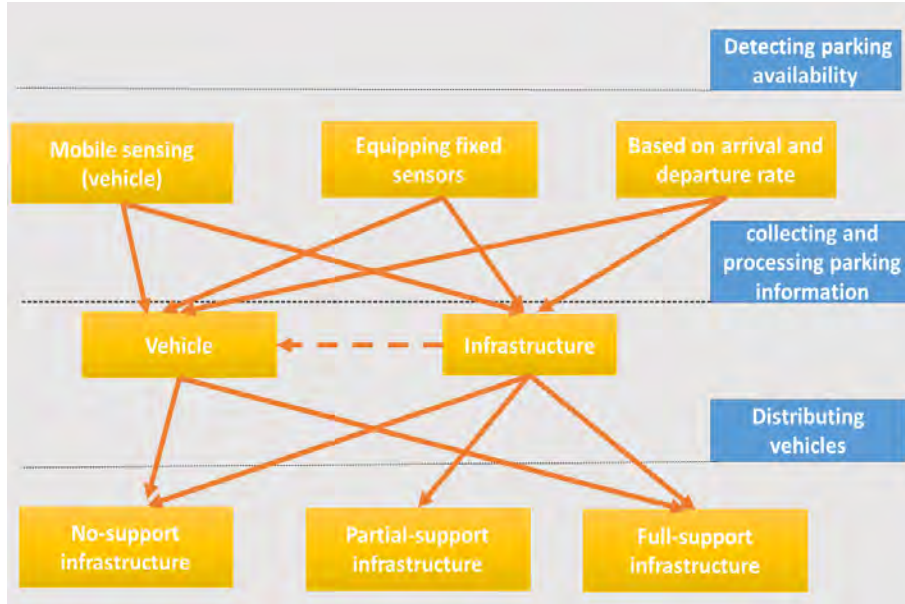 Detecting parking
availability
Mobile sensing
(vehicle)
Equipping fixed
sensors
Based on arrival and
departure rate
collecting and
processing parking
information
Vehicle
Infrastructure
Distributing
vehicles
No-support
infrastructure
Partial-support
infrastructure
Full-support
infrastructure